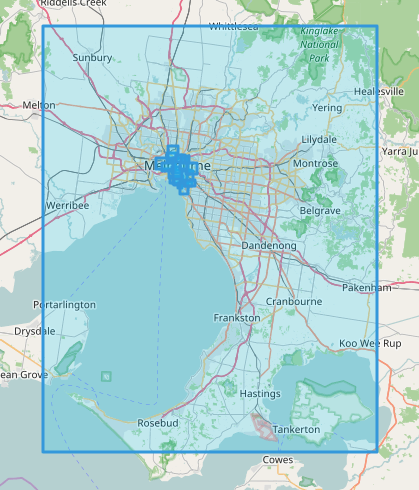 Riddells Creek
Whittlesea
Kinglake
National
Park
Sunbury
Healesville
Melton
Yering
Lilydale
Yarra Ju
Melbourne
Montrose
Werribee
Belgrave
Dandenong
Pakenham
Portarlington
Cranbourne
Frankston
Drysdale
Koo Wee Rup
ean Grove
Hastings
Rosebud
Tankerton
Cowes